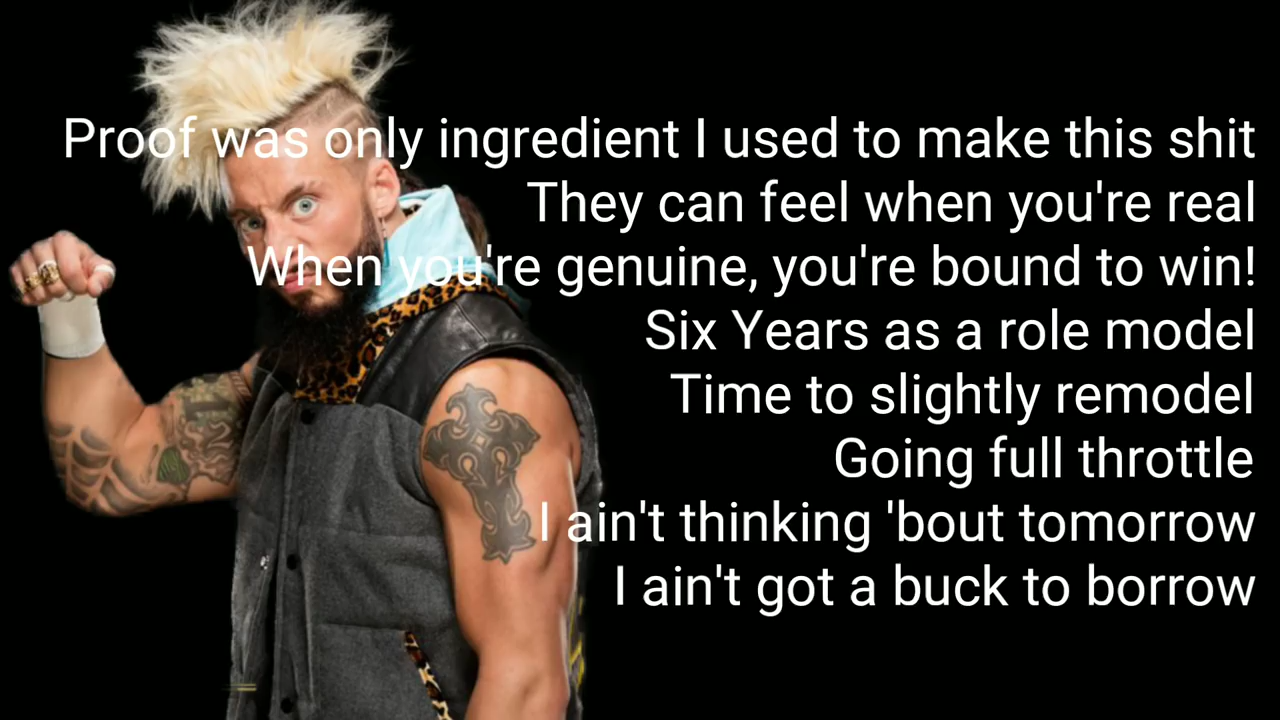 Proof was only ingredient I used to make this shit
They can feel when you're real
When you're genuine, you're bound to win!
Six Years as a role model
Time to slightly remodel
Going full throttle
I ain't thinking 'bout tomorrow
I ain't got a buck to borrow